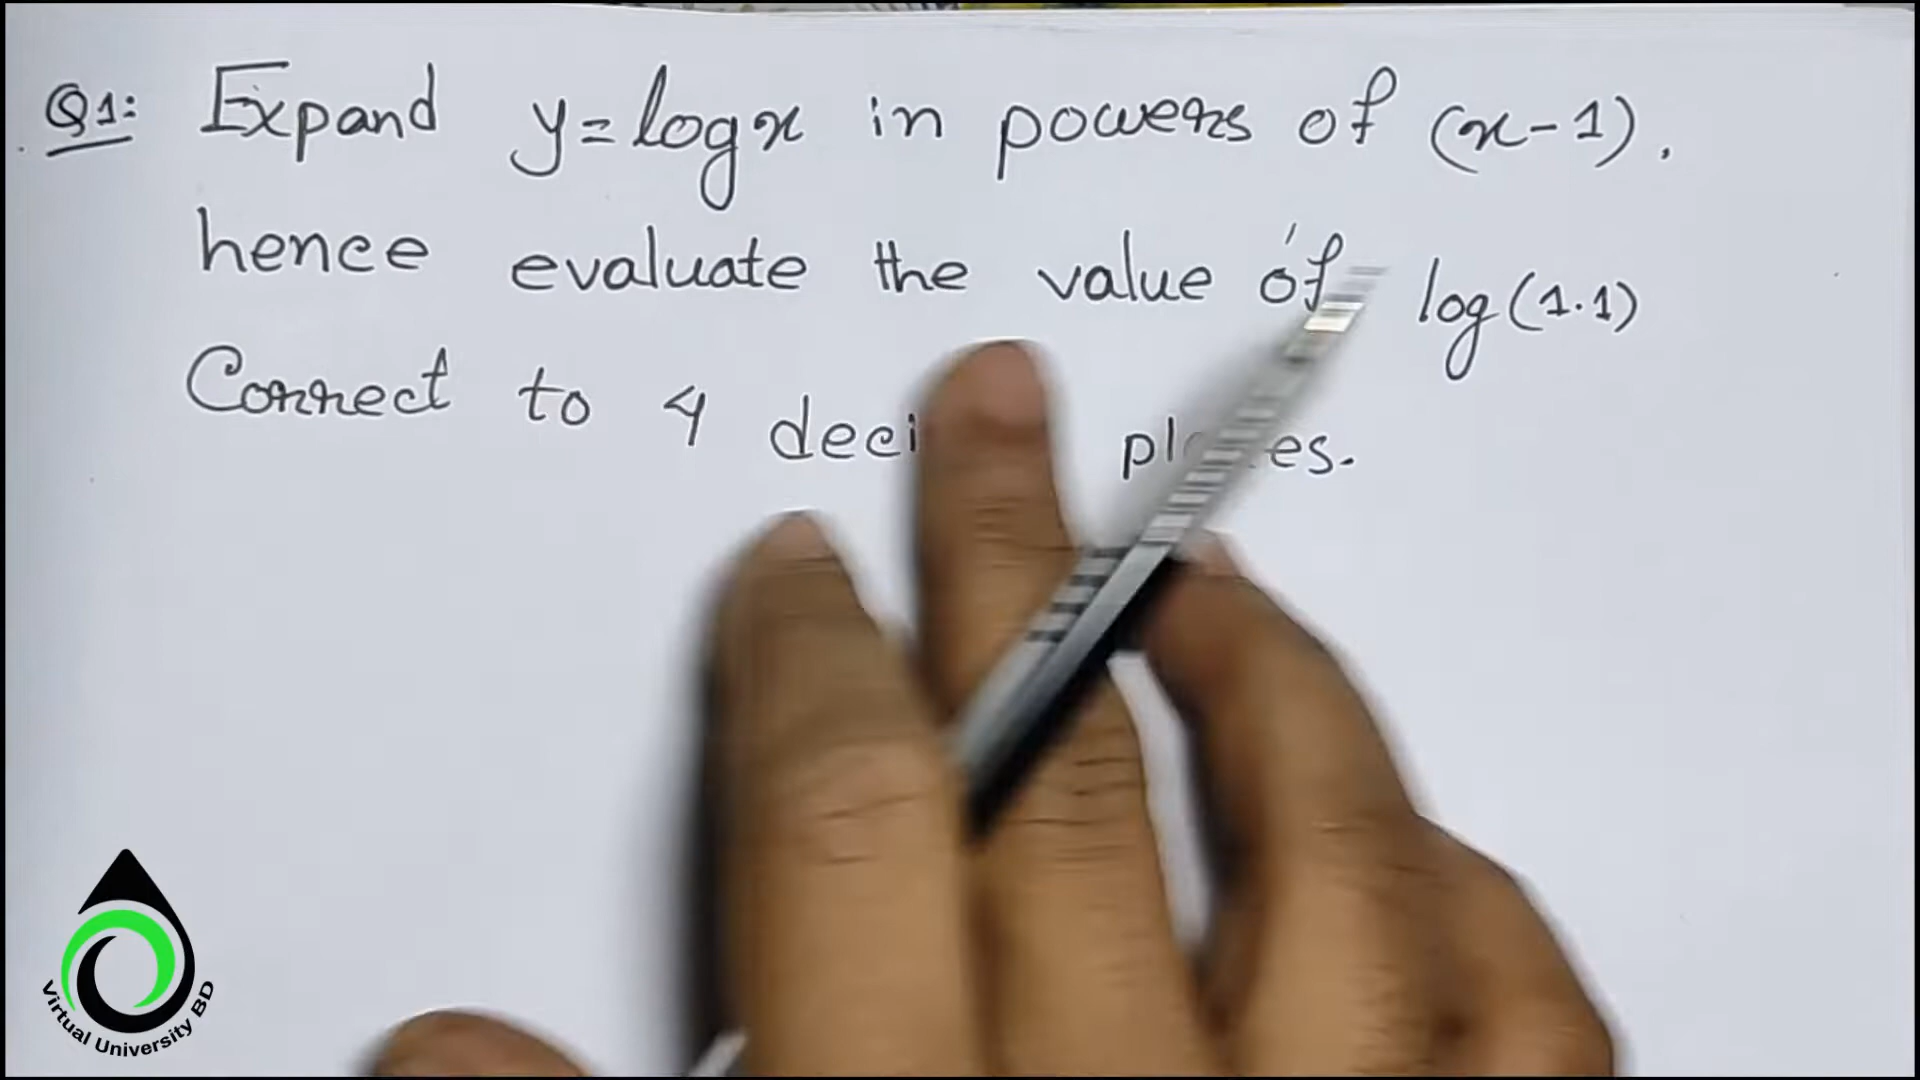 Q1: Expand y=logx in powers of (x-1).
hence evaluate the value of log(1.1)
Correct to 4 deci places.
Virtual University BD